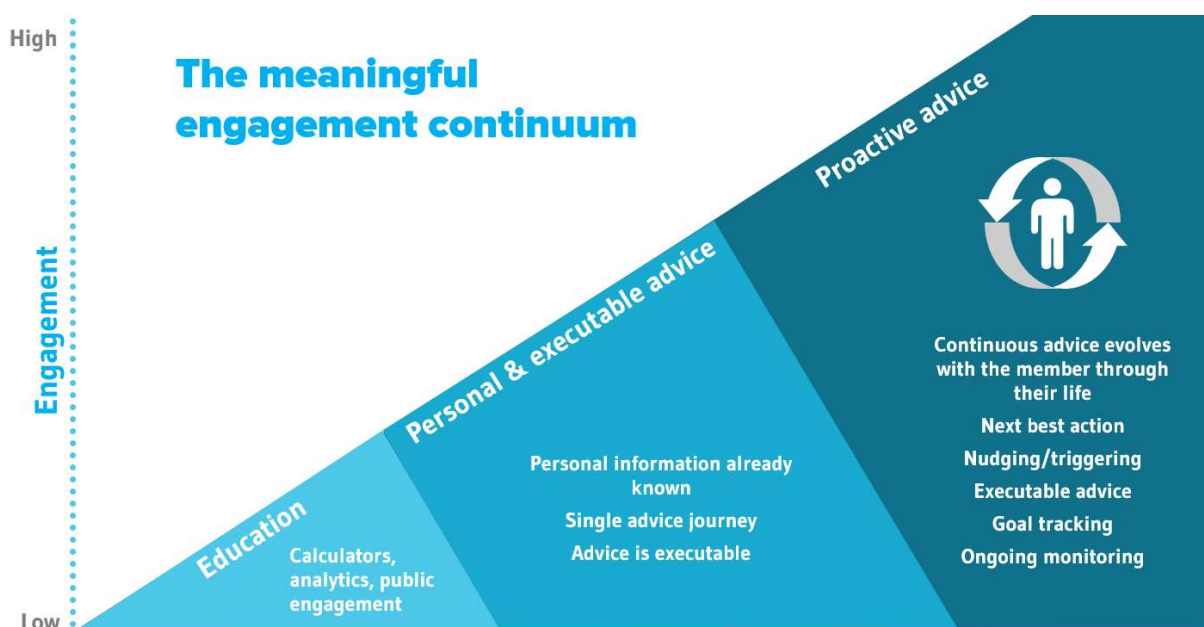 High
The meaningful
engagement continuum
Engagement
Low
Education
Calculators,
analytics, public
engagement
Personal & executable advice
Personal information already
known
Single advice journey
Advice is executable
Proactive advice
Continuous advice evolves
with the member through
their life
Next best action
Nudging/triggering
Executable advice
Goal tracking
Ongoing monitoring